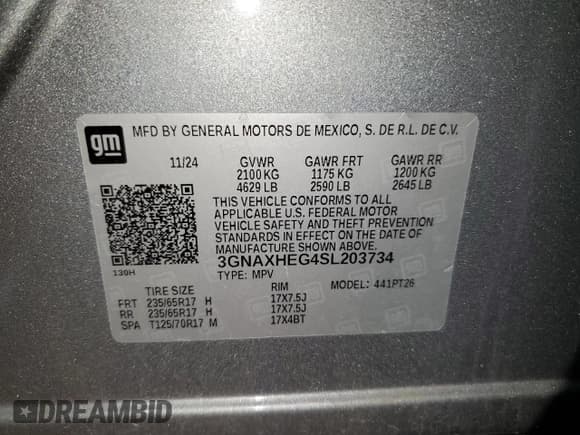 gm
MFD BY GENERAL MOTORS DE MEXICO, S. DE R.L. DE C.V.
11/24 GVWR GAWR FRT GAWR RR
2100 KG 1175 KG 1200 KG
4629 LB 2590 LB 2645 LB
THIS VEHICLE CONFORMS TO ALL
APPLICABLE U.S. FEDERAL MOTOR
VEHICLE SAFETY AND THEFT PREVENTION
STANDARDS IN EFFECT ON THE DATE OF
MANUFACTURE SHOWN ABOVE.
130H 3GNAXHEG4SL203734
TYPE: MPV MODEL: 441PT26
TIRE SIZE RIM
FRT 235/65R17 H 17X7.5J
RR 235/65R17 H 17X7.5J
SPA T125/70R17 M 17X4BT
DREAMBID